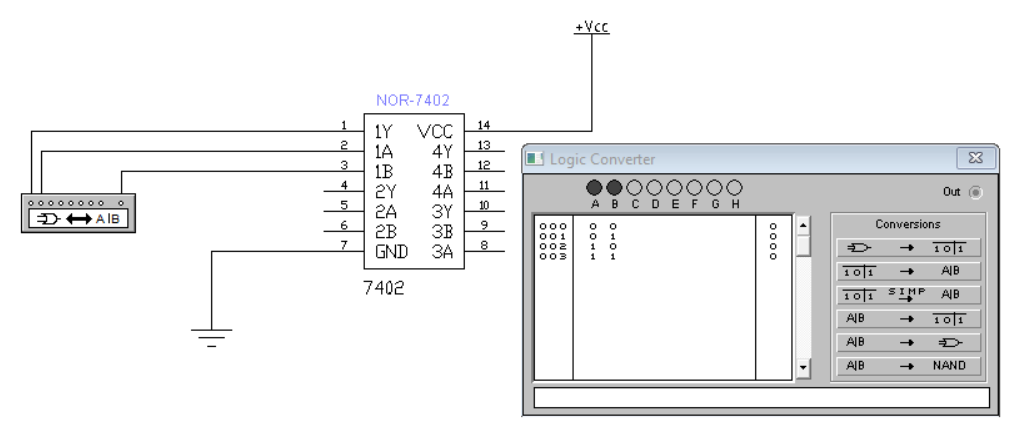 +Vcc
NOR-7402
1 1Y VCC 14
2 1A 4Y 13
3 1B 4B 12
4 2Y 4A 11
5 2A 3Y 10
6 2B 3B 9
7 GND 3A 8
7402
A|B
Logic Converter
Out
A B C D E F G H
000 0 0 0
001 0 1 0
002 1 0 0
003 1 1 0
Conversions
→ 1 0 1
1 0 1 → A|B
1 0 1 SIMP → A|B
A|B → 1 0 1
A|B →
A|B → NAND